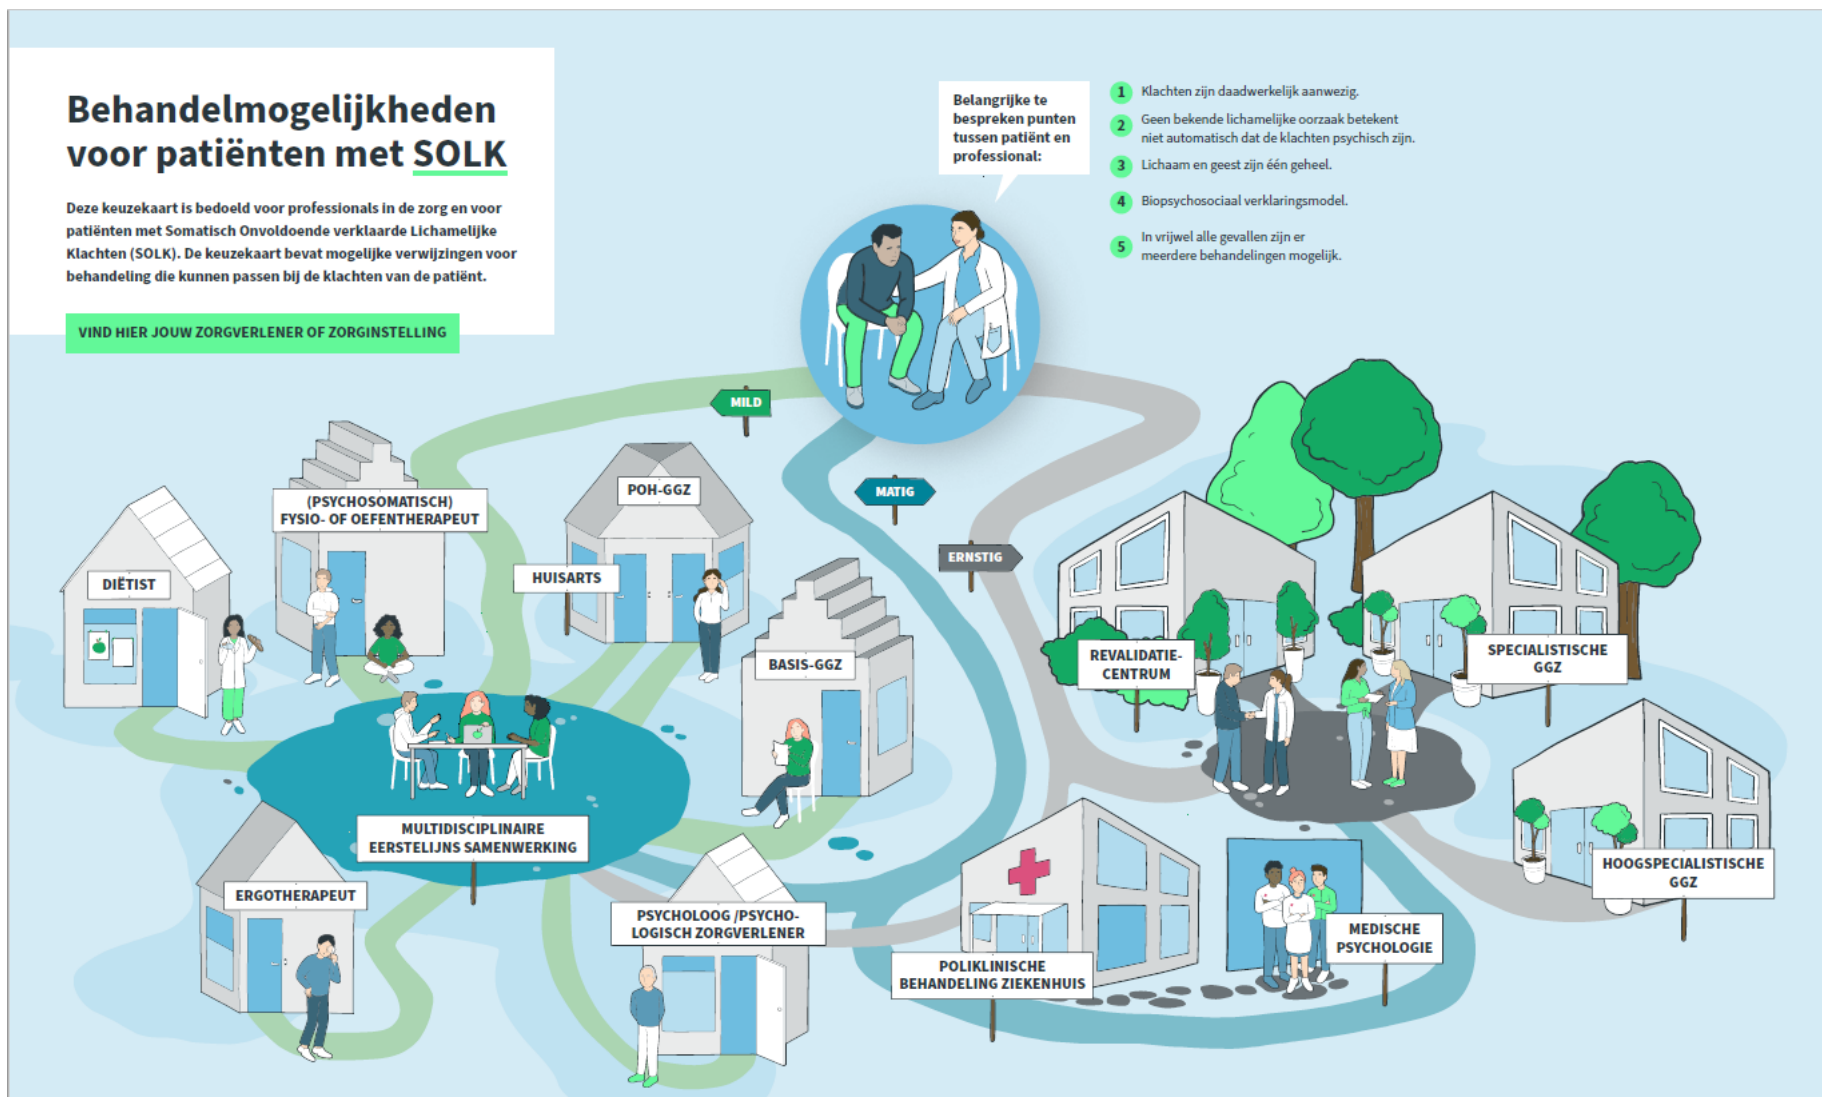 Behandelmogelijkheden
voor patiënten met SOLK
Deze keuzekaart is bedoeld voor professionals in de zorg en voor
patiënten met Somatisch Onvoldoende verklaarde Lichamelijke
Klachten (SOLK). De keuzekaart bevat mogelijke verwijzingen voor
behandeling die kunnen passen bij de klachten van de patiënt.
VIND HIER JOUW ZORGVERLENER OF ZORGINSTELLING
Belangrijke te
bespreken punten
tussen patiënt en
professional:
1 Klachten zijn daadwerkelijk aanwezig.
2 Geen bekende lichamelijke oorzaak betekent
niet automatisch dat de klachten psychisch zijn.
3 Lichaam en geest zijn één geheel.
4 Biopsychosociaal verklaringsmodel.
5 In vrijwel alle gevallen zijn er
meerdere behandelingen mogelijk.
MILD
MATIG
ERNSTIG
(PSYCHOSOMATISCH)
FYSIO- OF OEFENTHERAPEUT
POH-GGZ
HUISARTS
DIËTIST
BASIS-GGZ
REVALIDATIE-
CENTRUM
SPECIALISTISCHE
GGZ
MULTIDISCIPLINAIRE
EERSTELIJNS SAMENWERKING
HOOGSPECIALISTISCHE
GGZ
ERGOTHERAPEUT
PSYCHOLOOG /PSYCHO-
LOGISCH ZORGVERLENER
MEDISCHE
PSYCHOLOGIE
POLIKLINISCHE
BEHANDELING ZIEKENHUIS